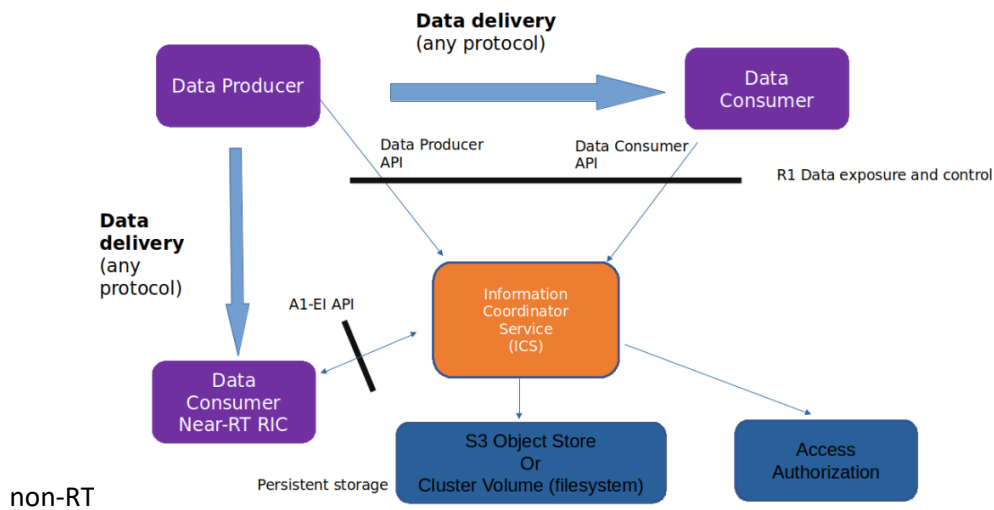 Data delivery
(any protocol)
Data Producer
Data
Consumer
Data Producer
API
Data Consumer
API
R1 Data exposure and control
Data
delivery
(any
protocol)
A1-EI API
Information
Coordinator
Service
(ICS)
Data
Consumer
Near-RT RIC
S3 Object Store
Or
Cluster Volume (filesystem)
Access
Authorization
Persistent storage
non-RT